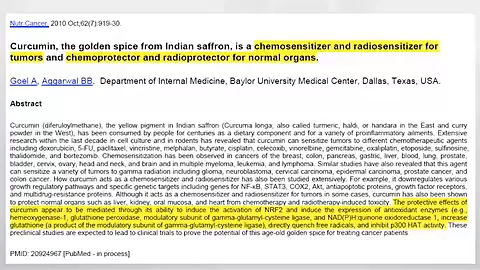 Nutr Cancer. 2010 Oct;62(7):919-30.
Curcumin, the golden spice from Indian saffron, is a chemosensitizer and radiosensitizer for
tumors and chemoprotector and radioprotector for normal organs.
Goel A, Aggarwal BB. Department of Internal Medicine, Baylor University Medical Center, Dallas, Texas, USA.
Abstract
Curcumin (diferuloylmethane), the yellow pigment in Indian saffron (Curcuma longa; also called turmeric, haldi, or haridara in the East and curry
powder in the West), has been consumed by people for centuries as a dietary component and for a variety of proinflammatory ailments. Extensive
research within the last decade in cell culture and in rodents has revealed that curcumin can sensitize tumors to different chemotherapeutic agents
including doxorubicin, 5-FU, paclitaxel, vincristine, melphalan, butyrate, cisplatin, celecoxib, vinorelbine, gemcitabine, oxaliplatin, etoposide, sulfinosine,
thalidomide, and bortezomib. Chemosensitization has been observed in cancers of the breast, colon, pancreas, gastric, liver, blood, lung, prostate,
bladder, cervix, ovary, head and neck, and brain and in multiple myeloma, leukemia, and lymphoma. Similar studies have also revealed that this agent
can sensitize a variety of tumors to gamma radiation including glioma, neuroblastoma, cervical carcinoma, epidermal carcinoma, prostate cancer, and
colon cancer. How curcumin acts as a chemosensitizer and radiosensitizer has also been studied extensively. For example, it downregulates various
growth regulatory pathways and specific genetic targets including genes for NF-κB, STAT3, COX2, Akt, antiapoptotic proteins, growth factor receptors,
and multidrug-resistance proteins. Although it acts as a chemosensitizer and radiosensitizer for tumors in some cases, curcumin has also been shown
to protect normal organs such as liver, kidney, oral mucosa, and heart from chemotherapy and radiotherapy-induced toxicity. The protective effects of
curcumin appear to be mediated through its ability to induce the activation of NRF2 and induce the expression of antioxidant enzymes (e.g.,
hemeoxygenase-1, glutathione peroxidase, modulatory subunit of gamma-glutamyl-cysteine ligase, and NAD(P)H:quinone oxidoreductase 1, increase
glutathione (a product of the modulatory subunit of gamma-glutamyl-cysteine ligase), directly quench free radicals, and inhibit p300 HAT activity. These
preclinical studies are expected to lead to clinical trials to prove the potential of this age-old golden spice for treating cancer patients
PMID: 20924967 [PubMed - in process]